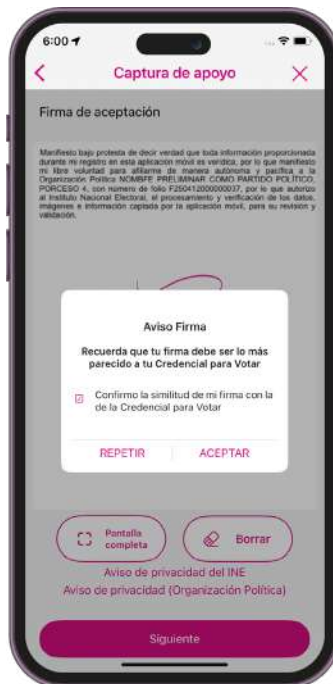 6:00
Captura de apoyo
Firma de aceptación
Manifiesto bajo protesta de decir verdad que toda información proporcionada
durante mi registro en esta aplicación móvil es verídica, por lo que manifiesto
mi libre voluntad para afiliarme de manera autónoma y pacífica a la
Organización Política NOMBRE PRELIMINAR COMO PARTIDO POLÍTICO,
PORCESO 4, con número de folio F250412000000037, por lo que autorizo
al Instituto Nacional Electoral, el procesamiento y verificación de los datos,
imágenes e información captada por la aplicación móvil, para su revisión y
validación.
Aviso Firma
Recuerda que tu firma debe ser lo más
parecido a tu Credencial para Votar
Confirmo la similitud de mi firma con la
de la Credencial para Votar
REPETIR ACEPTAR
Pantalla
completa
Borrar
Aviso de privacidad del INE
Aviso de privacidad (Organización Política)
Siguiente